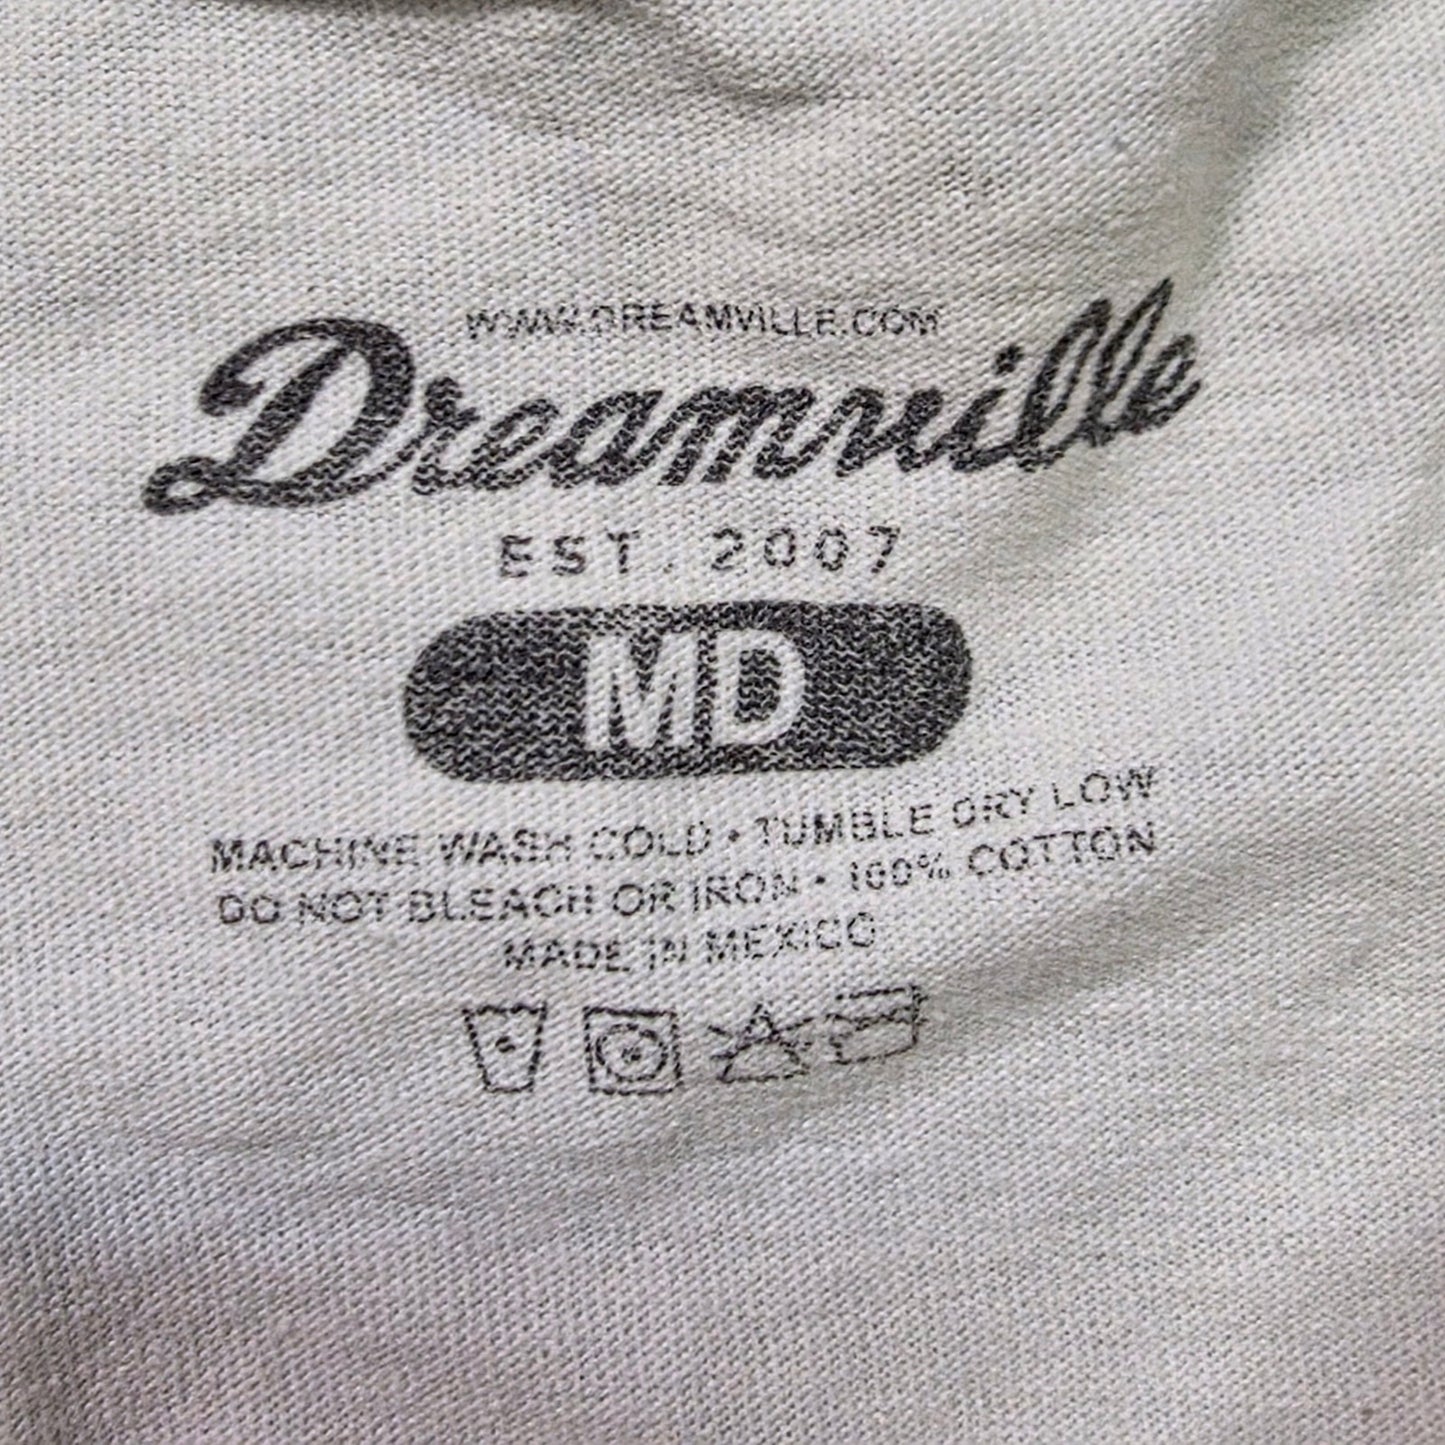 WWW.DREAMVILLE.COM
Dreamville
EST. 2007
MD
MACHINE WASH COLD • TUMBLE DRY LOW
DO NOT BLEACH OR IRON • 100% COTTON
MADE IN MEXICO